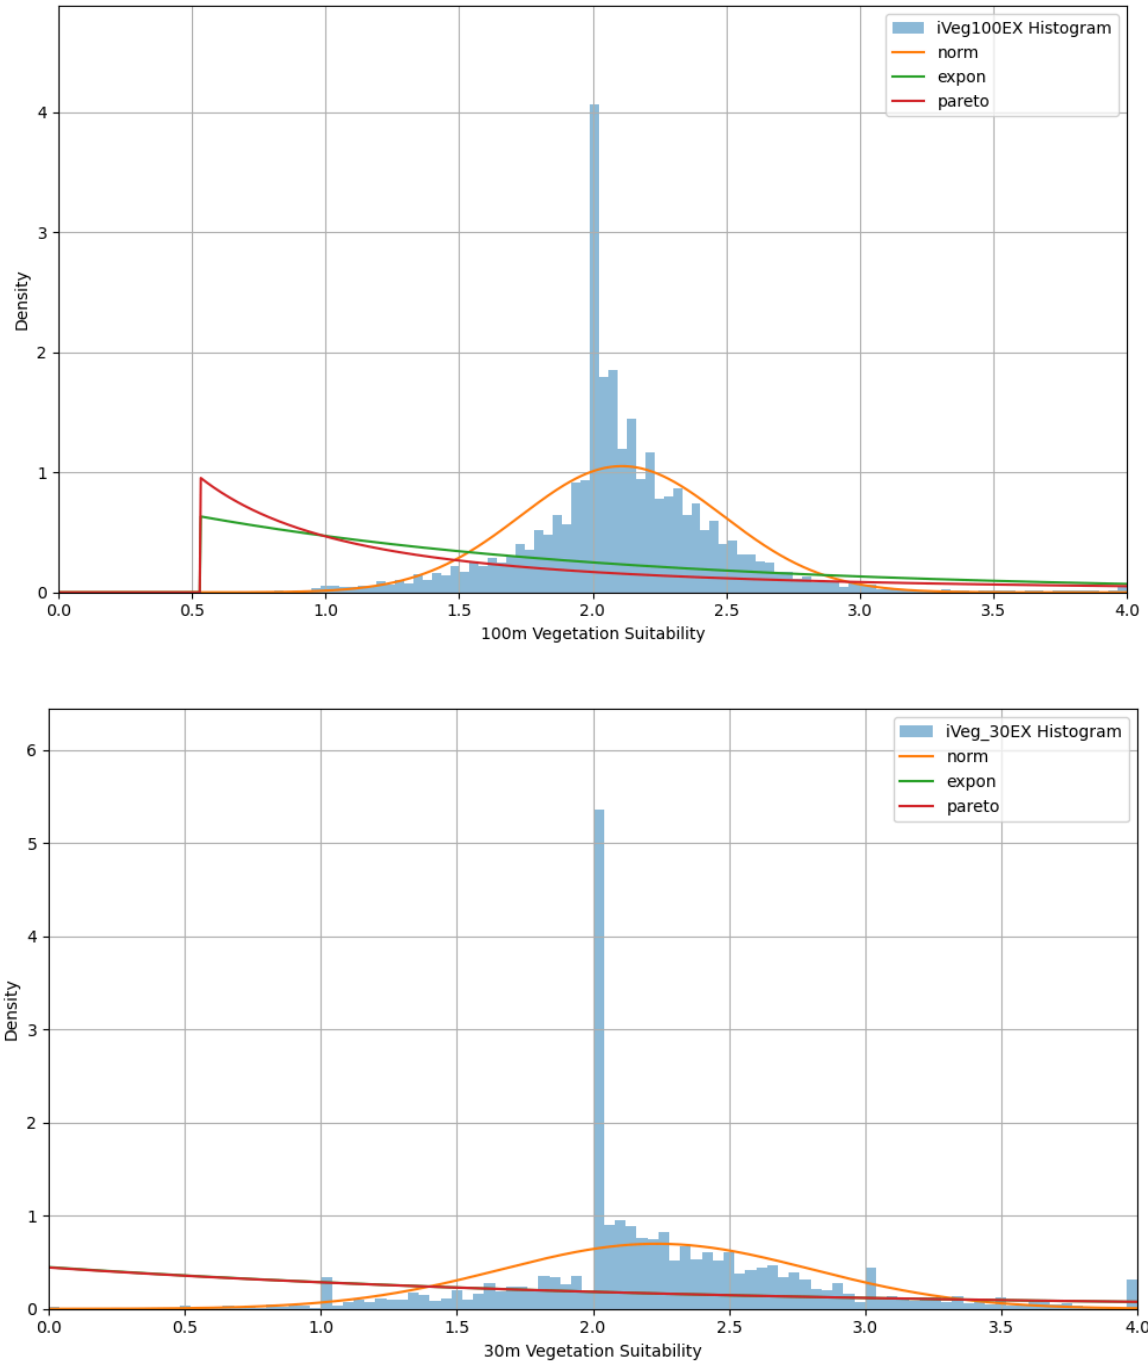 iVeg100EX Histogram
norm
expon
pareto
4
3
2
1
0
Density
0.0 0.5 1.0 1.5 2.0 2.5 3.0 3.5 4.0
100m Vegetation Suitability
iVeg_30EX Histogram
norm
expon
pareto
6
5
4
3
2
1
0
Density
0.0 0.5 1.0 1.5 2.0 2.5 3.0 3.5 4.0
30m Vegetation Suitability